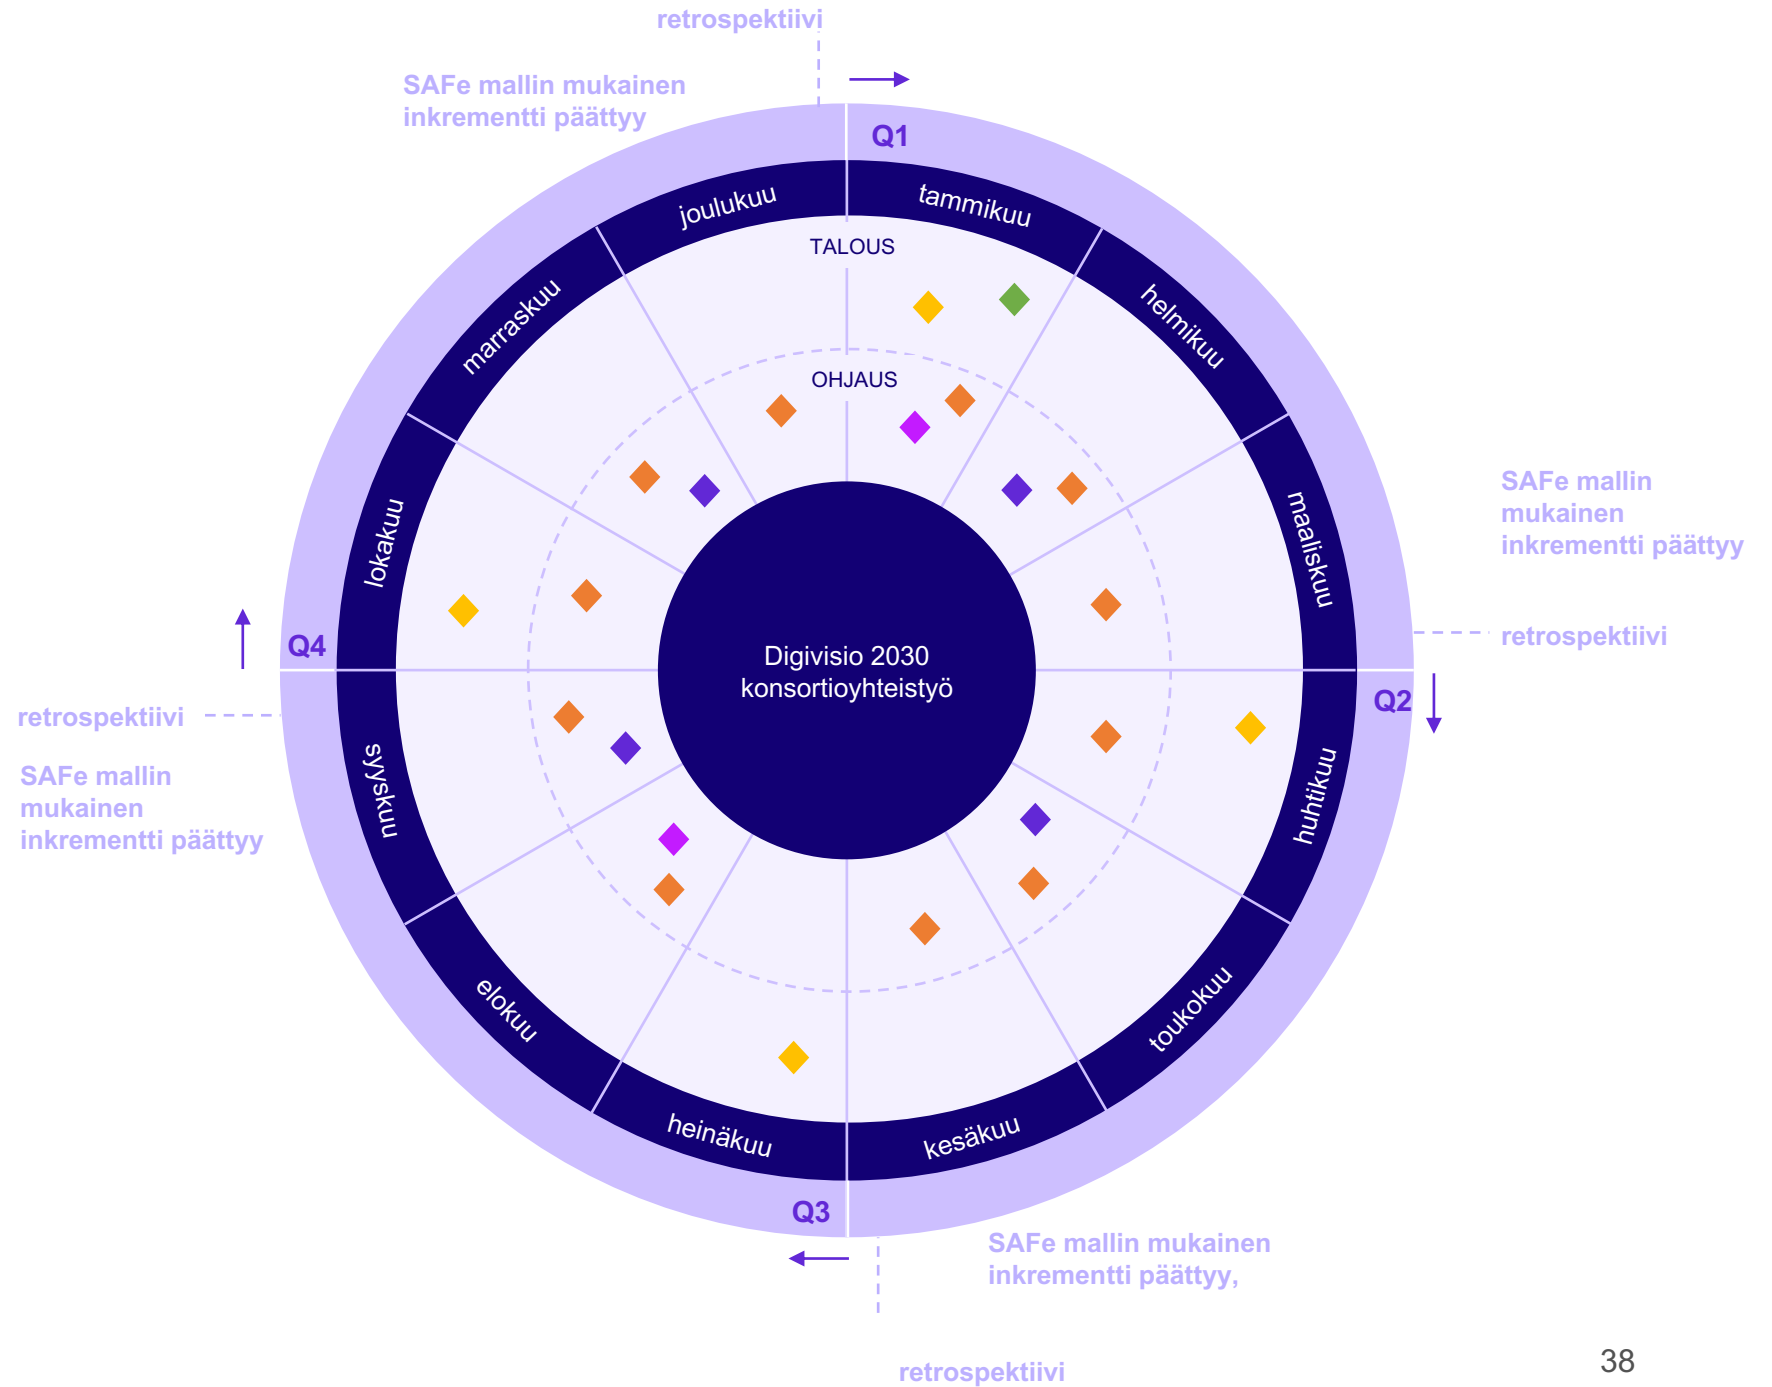 retrospektiivi
SAFe mallin mukainen
inkrementti päättyy
Q1
joulukuu
tammikuu
TALOUS
marraskuu
helmikuu
OHJAUS
lokakuu
maaliskuu
SAFe mallin
mukainen
inkrementti päättyy
retrospektiivi
Q4
Digivisio 2030
konsortioyhteistyö
Q2
retrospektiivi
SAFe mallin
mukainen
inkrementti päättyy
syyskuu
huhtikuu
elokuu
toukokuu
heinäkuu
kesäkuu
Q3
SAFe mallin mukainen
inkrementti päättyy,
retrospektiivi
38